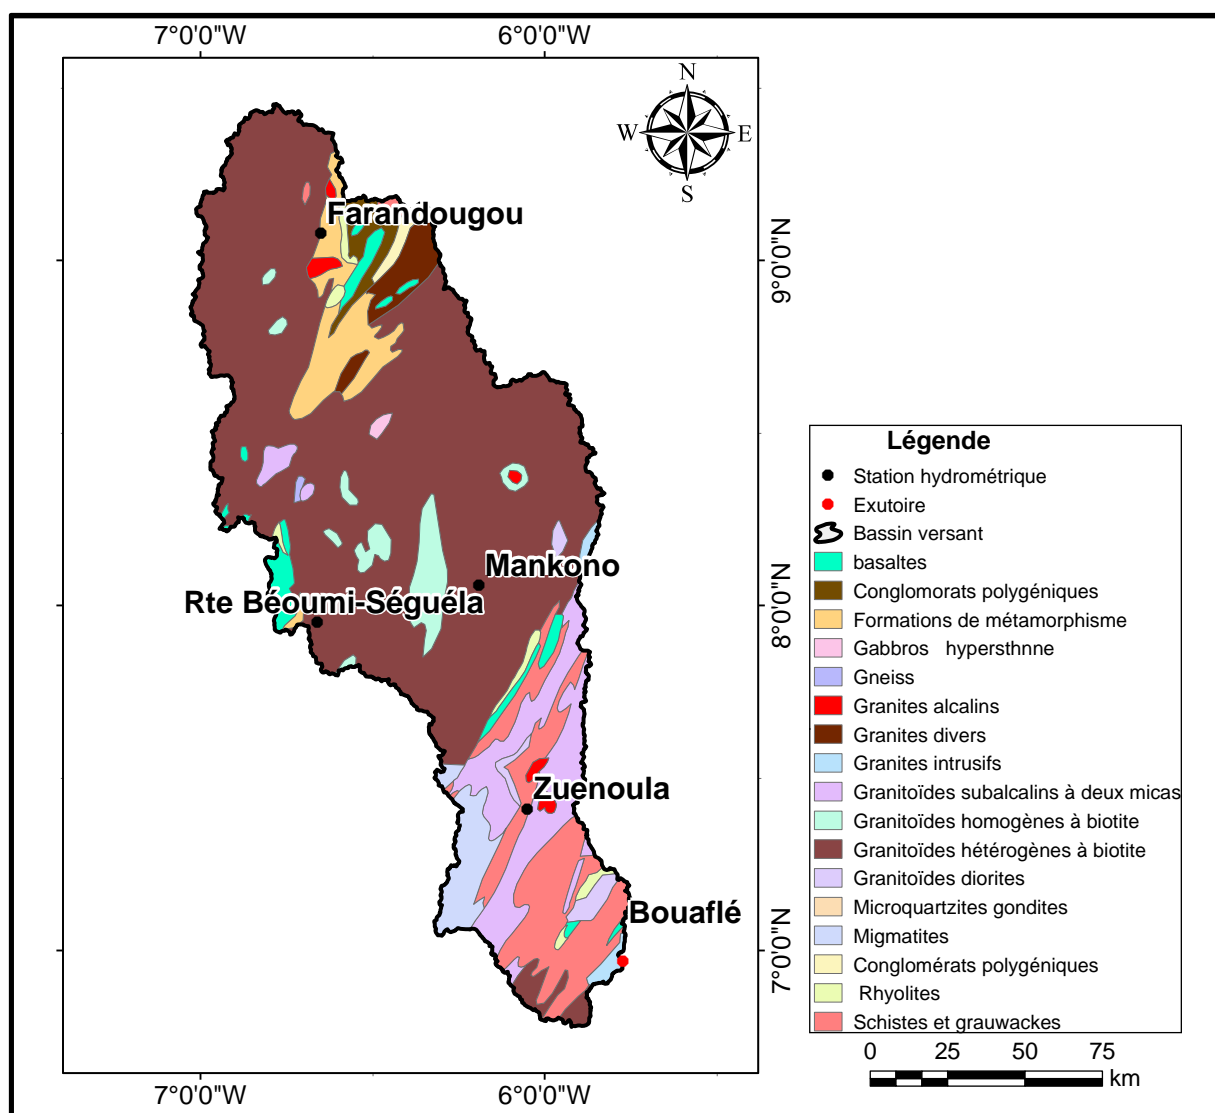 7°0'0"W 6°0'0"W
N
W E
S
Farandougou
9°0'0"N
Mankono
Rte Béoumi-Séguéla
8°0'0"N
Zuenoula
Bouaflé
7°0'0"N
7°0'0"W 6°0'0"W
Légende
Station hydrométrique
Exutoire
Bassin versant
basaltes
Conglomorats polygéniques
Formations de métamorphisme
Gabbros hypersthnne
Gneiss
Granites alcalins
Granites divers
Granites intrusifs
Granitoïdes subalcalins à deux micas
Granitoïdes homogènes à biotite
Granitoïdes hétérogènes à biotite
Granitoïdes diorites
Microquartzites gondites
Migmatites
Conglomérats polygéniques
Rhyolites
Schistes et grauwackes
0 25 50 75
km